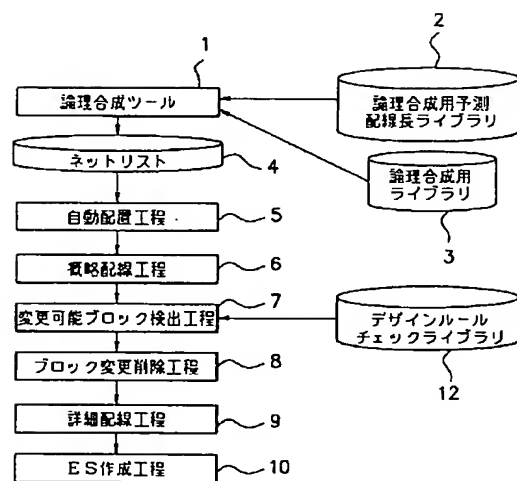 1
2
論理合成ツール
論理合成用予測
配線長ライブラリ
ネットリスト
4
論理合成用
ライブラリ
3
自動配置工程
5
概略配線工程
6
変更可能ブロック検出工程
7
デザインルール
チェックライブラリ
12
ブロック変更削除工程
8
詳細配線工程
9
ES作成工程
10